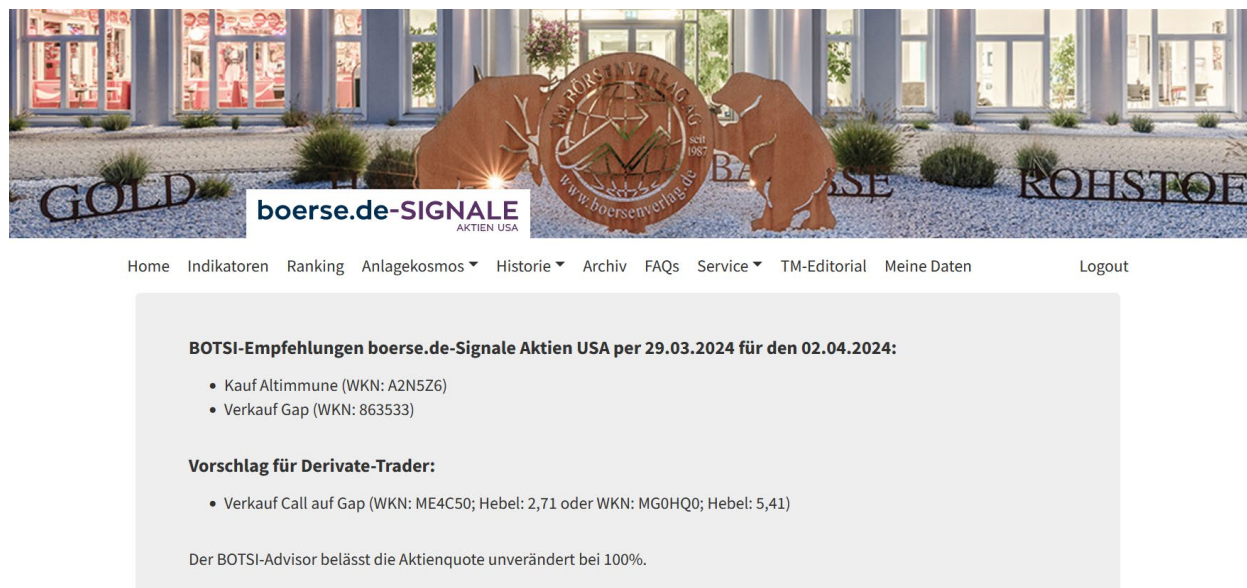 TM BÖRSENVERLAG AG
seit
1987
www.boersenverlag.de
GOLD
ROHSTOF
boerse.de-SIGNALE
AKTIEN USA
Home Indikatoren Ranking Anlagekosmos Historie Archiv FAQs Service TM-Editorial Meine Daten Logout
BOTSI-Empfehlungen boerse.de-Signale Aktien USA per 29.03.2024 für den 02.04.2024:
• Kauf Altimmune (WKN: A2N5Z6)
• Verkauf Gap (WKN: 863533)
Vorschlag für Derivate-Trader:
• Verkauf Call auf Gap (WKN: ME4C50; Hebel: 2,71 oder WKN: MG0HQ0; Hebel: 5,41)
Der BOTSI-Advisor belässt die Aktienquote unverändert bei 100%.